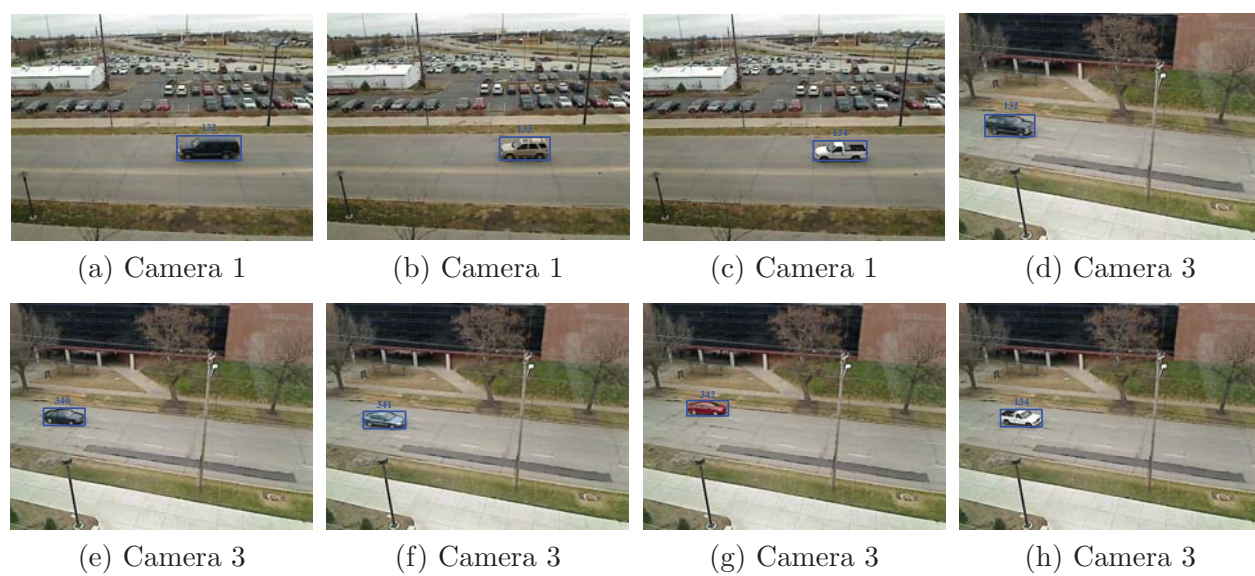 132
133
134
132
(a) Camera 1
(b) Camera 1
(c) Camera 1
(d) Camera 3
340
341
342
134
(e) Camera 3
(f) Camera 3
(g) Camera 3
(h) Camera 3